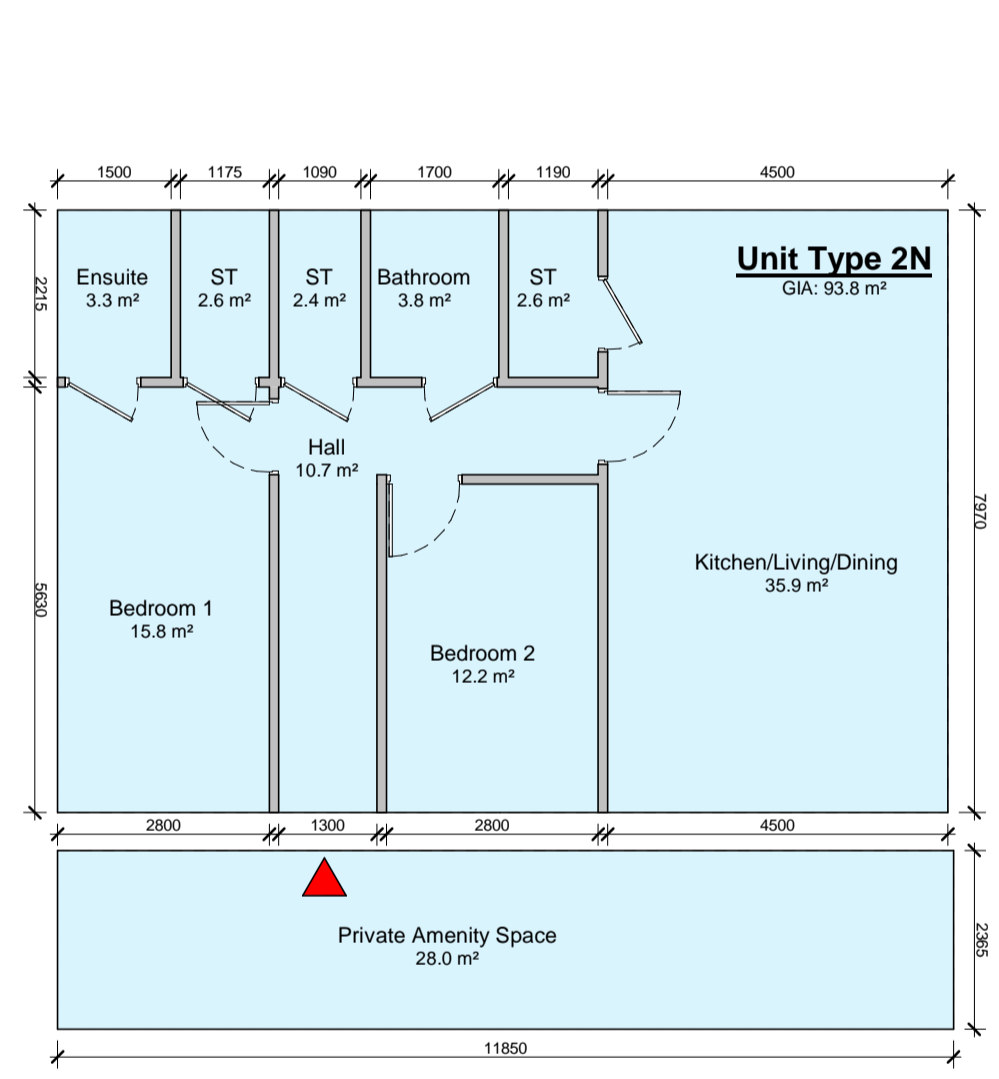 1500
1175
1090
1700
1190
4500
Unit Type 2N
GIA: 93.8 m²
Ensuite
3.3 m²
ST
2.6 m²
ST
2.4 m²
Bathroom
3.8 m²
ST
2.6 m²
2215
Hall
10.7 m²
7970
Kitchen/Living/Dining
35.9 m²
5630
Bedroom 1
15.8 m²
Bedroom 2
12.2 m²
2800
1300
2800
4500
Private Amenity Space
28.0 m²
2365
11850